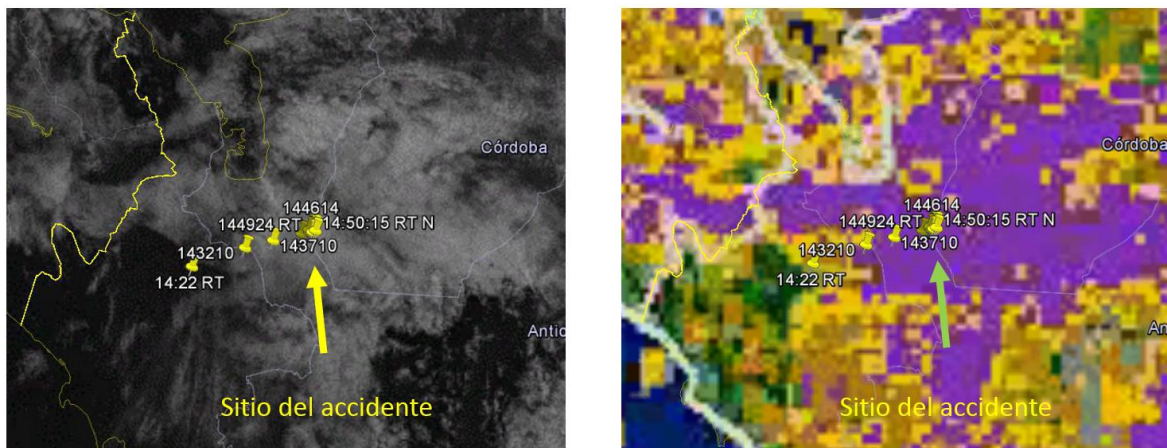 Córdoba
144614
144924 RT
14:50:15 RT N
143210
143710
14:22 RT
Antio
Sitio del accidente
Córdoba
144614
144924 RT
14:50:15 RT N
143210
143710
14:22 RT
An
Sitio del accidente